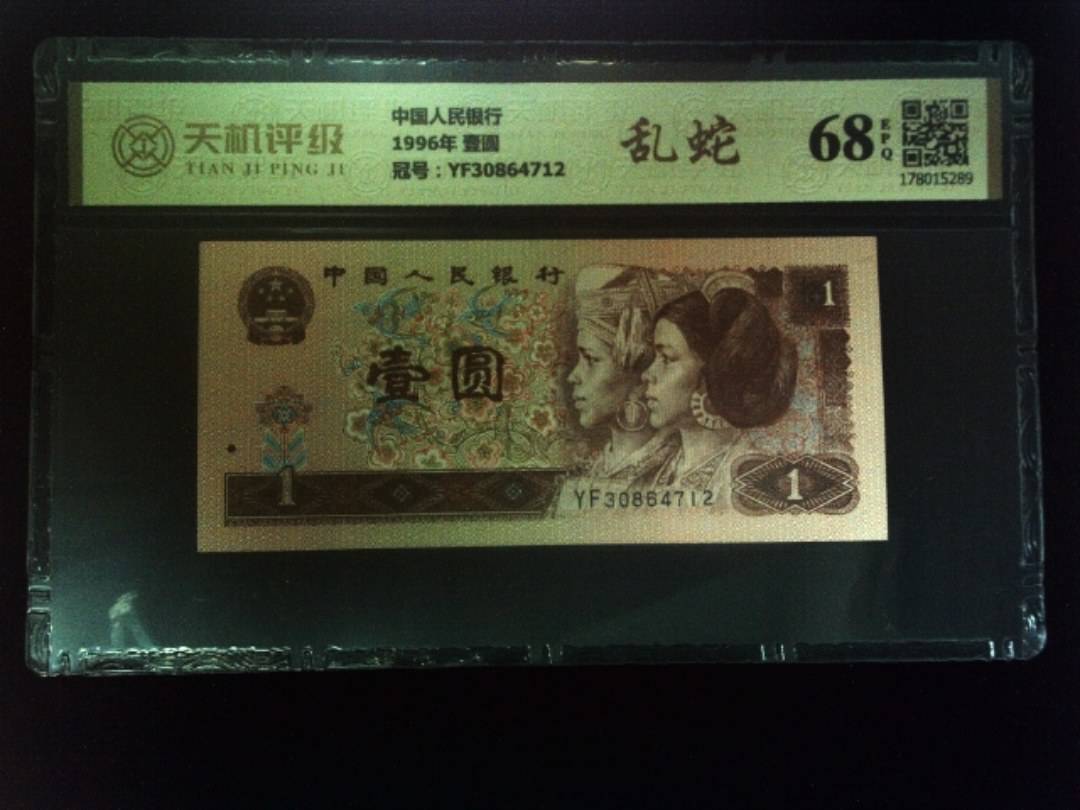 天机评级
TIAN JI PING JI
中国人民银行
1996年 壹圆
冠号：YF30864712
乱蛇
68
EPQ
178015289
中国人民银行
1
壹圆
1
YF30864712
1